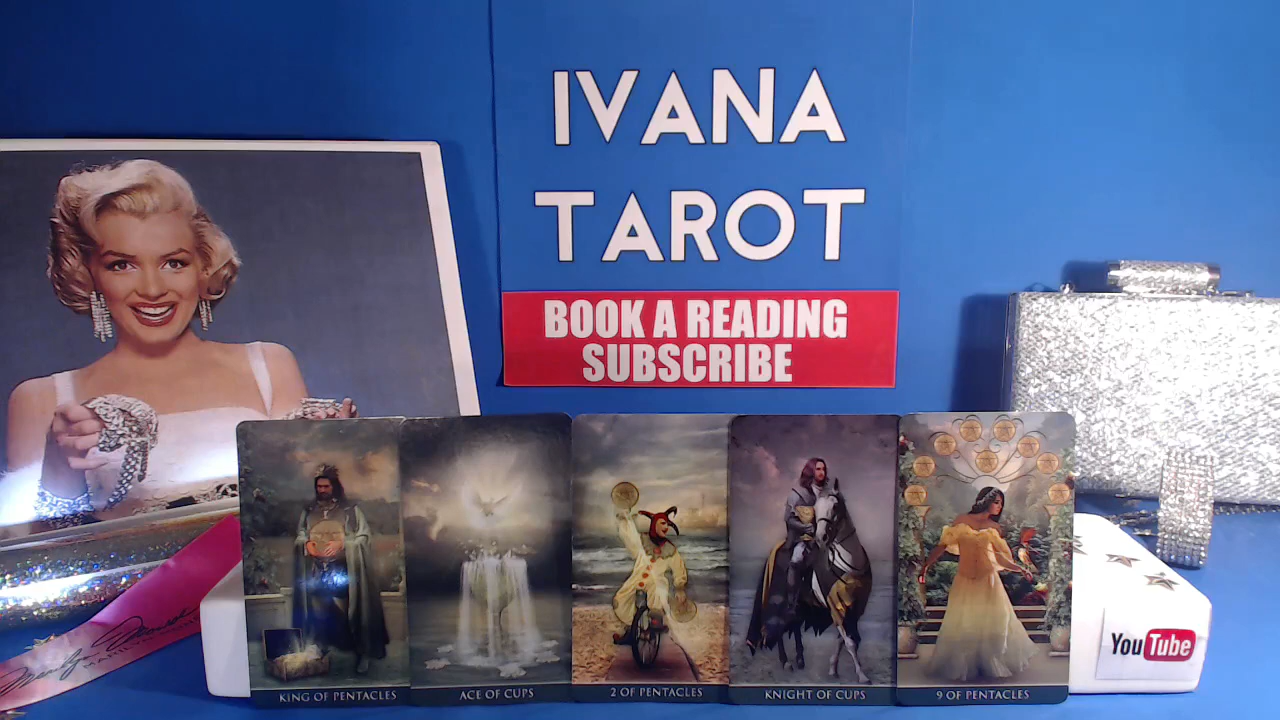 IVANA
TAROT
BOOK A READING
SUBSCRIBE
KING OF PENTACLES
ACE OF CUPS
2 OF PENTACLES
KNIGHT OF CUPS
9 OF PENTACLES
YouTube